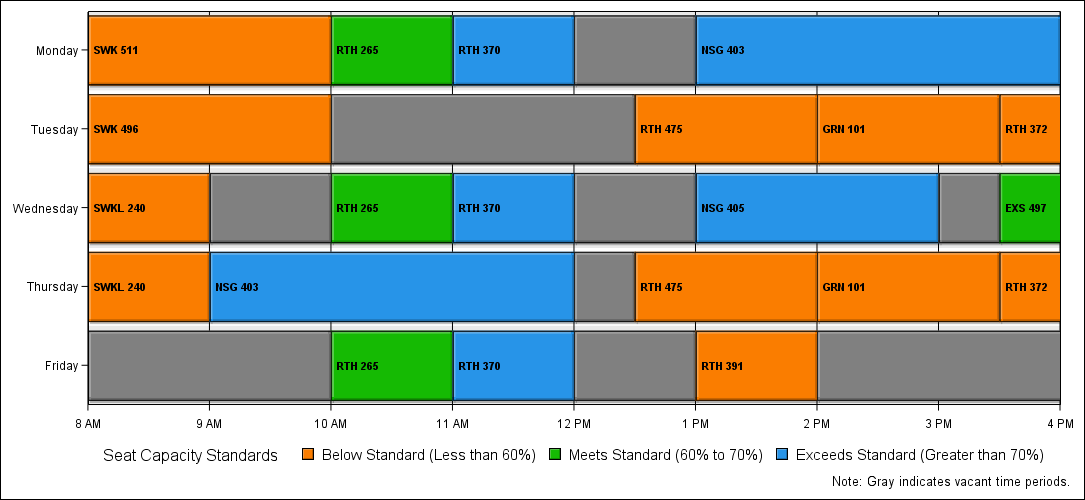 Monday SWK 511 RTH 265 RTH 370 NSG 403
Tuesday SWK 496 RTH 475 GRN 101 RTH 372
Wednesday SWKL 240 RTH 265 RTH 370 NSG 405 EXS 497
Thursday SWKL 240 NSG 403 RTH 475 GRN 101 RTH 372
Friday RTH 265 RTH 370 RTH 391
8 AM 9 AM 10 AM 11 AM 12 PM 1 PM 2 PM 3 PM 4 PM
Seat Capacity Standards Below Standard (Less than 60%) Meets Standard (60% to 70%) Exceeds Standard (Greater than 70%)
Note: Gray indicates vacant time periods.